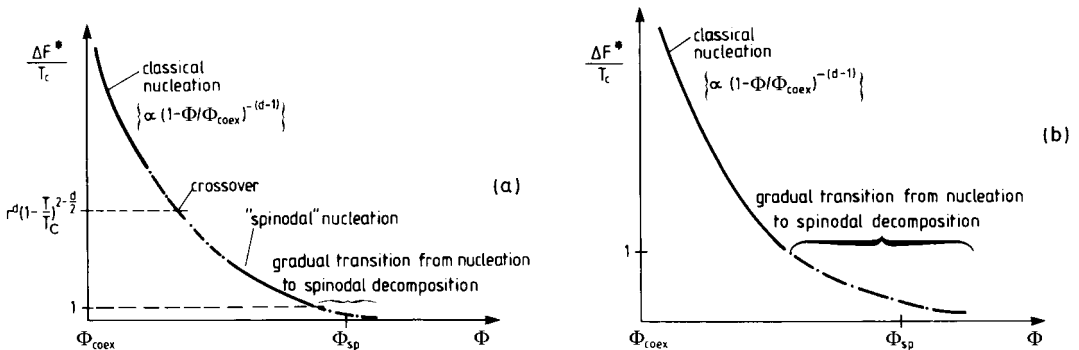 ΔF*
T_c
classical
nucleation
{∝ (1-Φ/Φ_coex)^-(d-1)}
crossover
(a)
r^d(1-T/T_C)^2-d/2
"spinodal" nucleation
gradual transition from nucleation
to spinodal decomposition
1
Φ_coex
Φ_sp
Φ
ΔF*
T_c
classical
nucleation
{∝ (1-Φ/Φ_coex)^-(d-1)}
(b)
gradual transition from nucleation
to spinodal decomposition
1
Φ_coex
Φ_sp
Φ